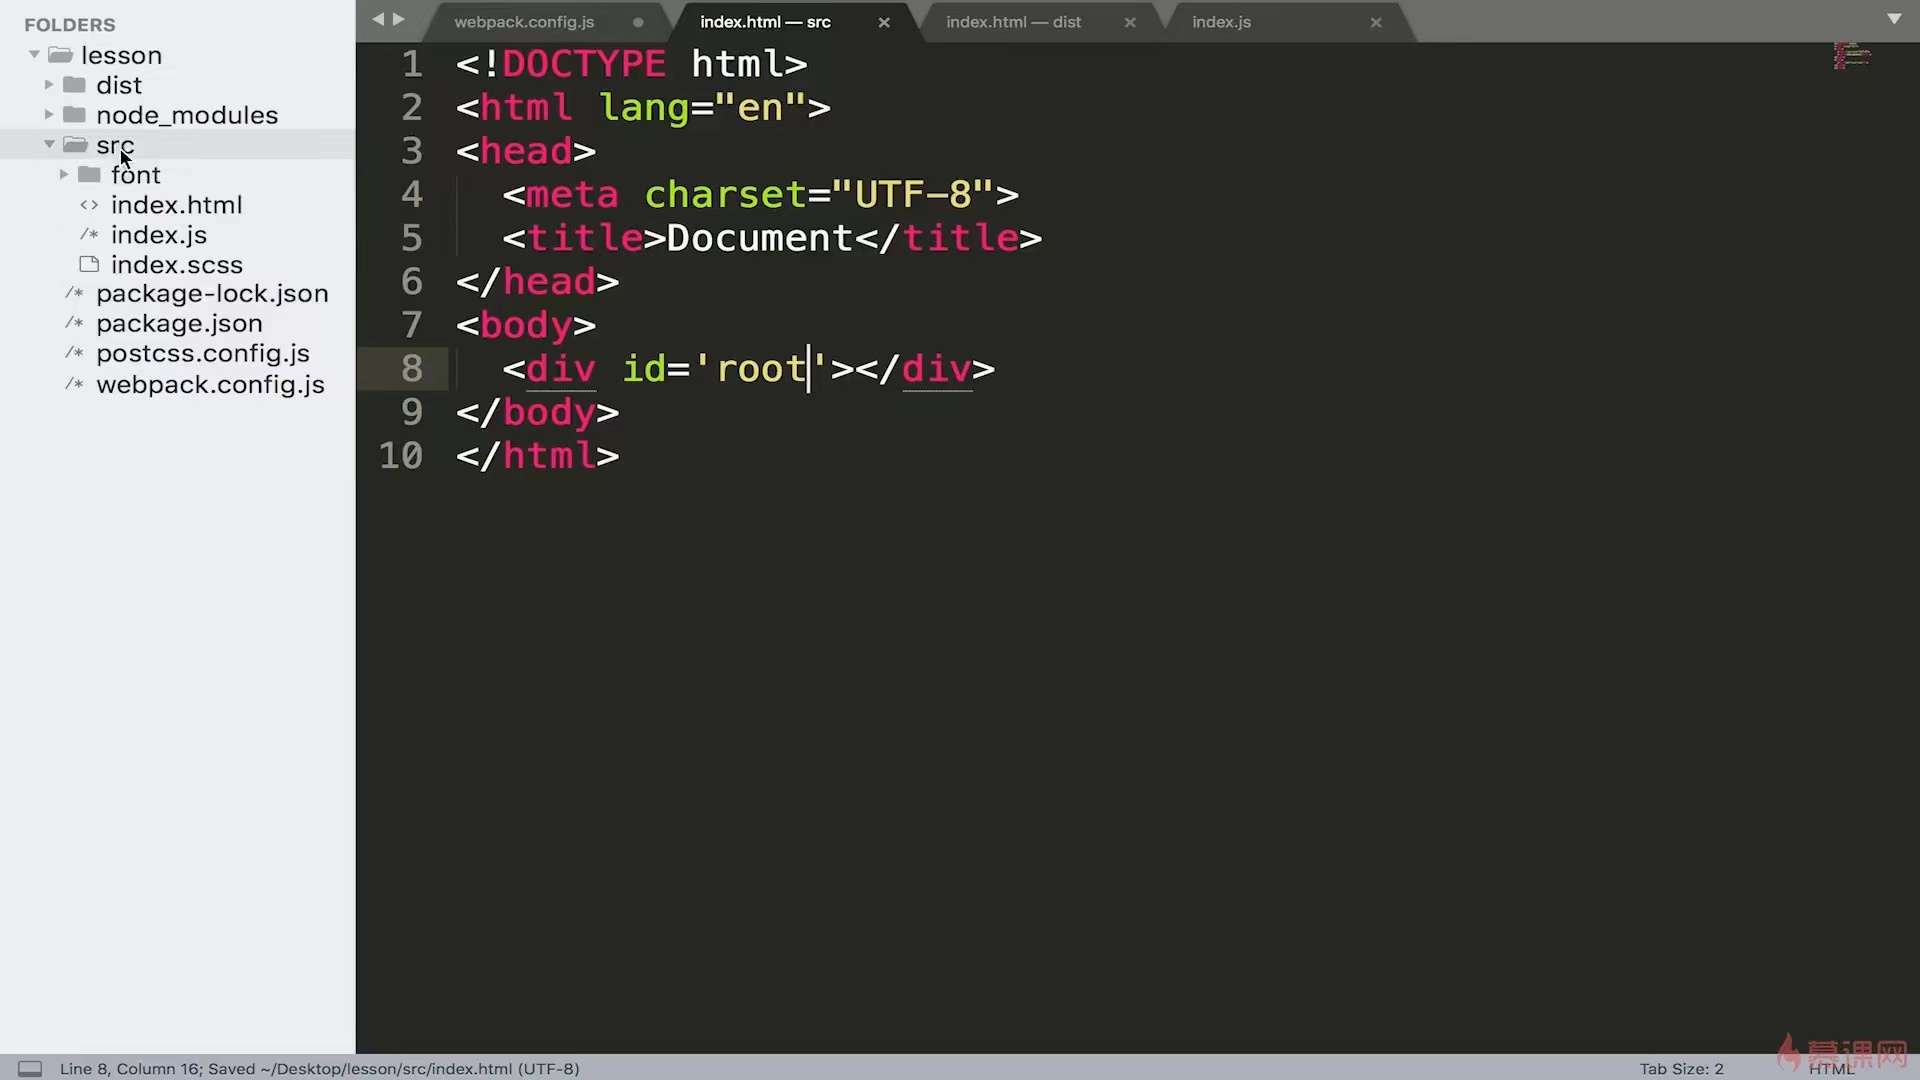 FOLDERS
lesson
dist
node_modules
src
font
<> index.html
/* index.js
index.scss
/* package-lock.json
/* package.json
/* postcss.config.js
/* webpack.config.js
webpack.config.js
index.html — src
index.html — dist
index.js
1 <!DOCTYPE html>
2 <html lang="en">
3 <head>
4 <meta charset="UTF-8">
5 <title>Document</title>
6 </head>
7 <body>
8 <div id='root'></div>
9 </body>
10 </html>
Line 8, Column 16; Saved ~/Desktop/lesson/src/index.html (UTF-8)
Tab Size: 2
HTML
慕课网